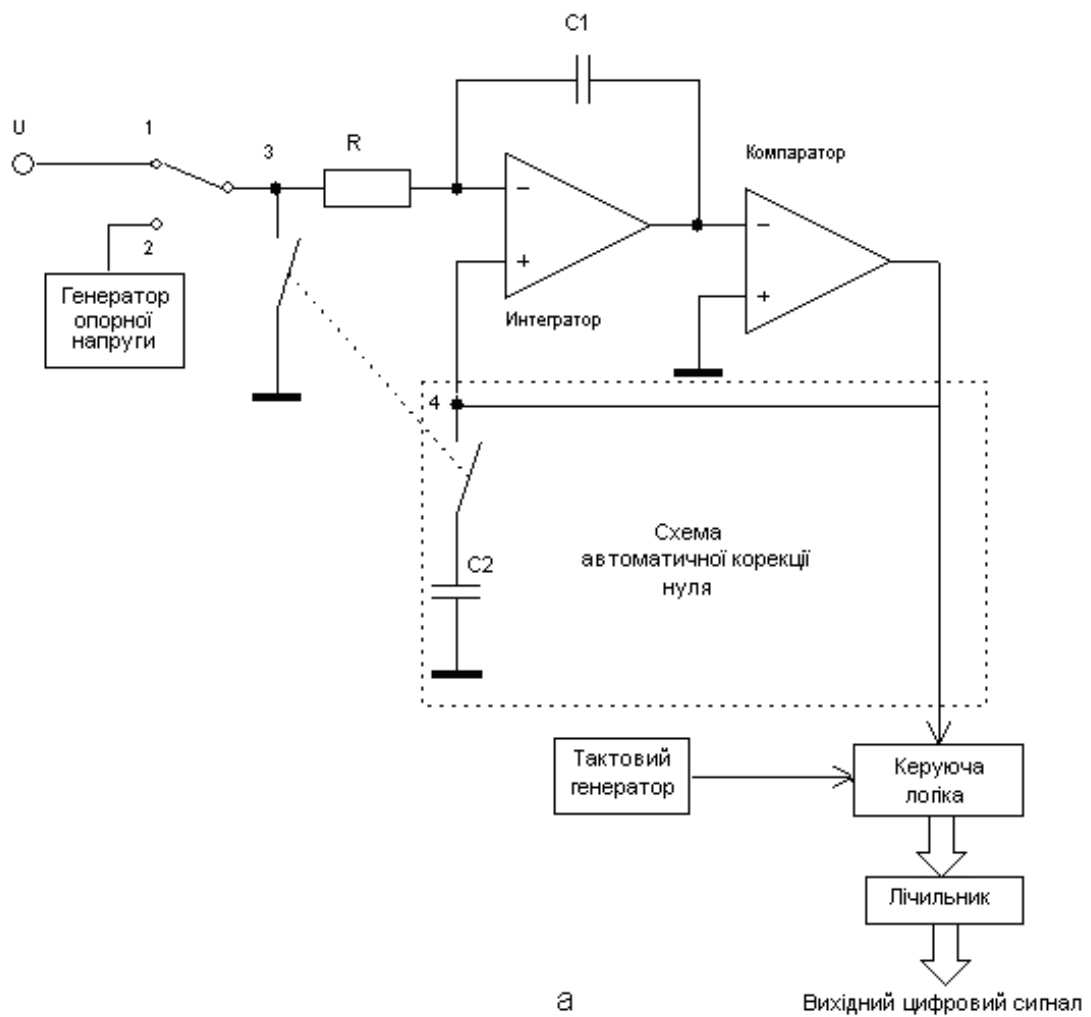 C1
U
1
3
R
Компаратор
−
+
−
+
2
Генератор
опорної
напруги
Интегратор
4
Схема
автоматичної корекції
нуля
C2
Тактовий
генератор
Керуюча
логіка
Лічильник
а
Вихідний цифровий сигнал